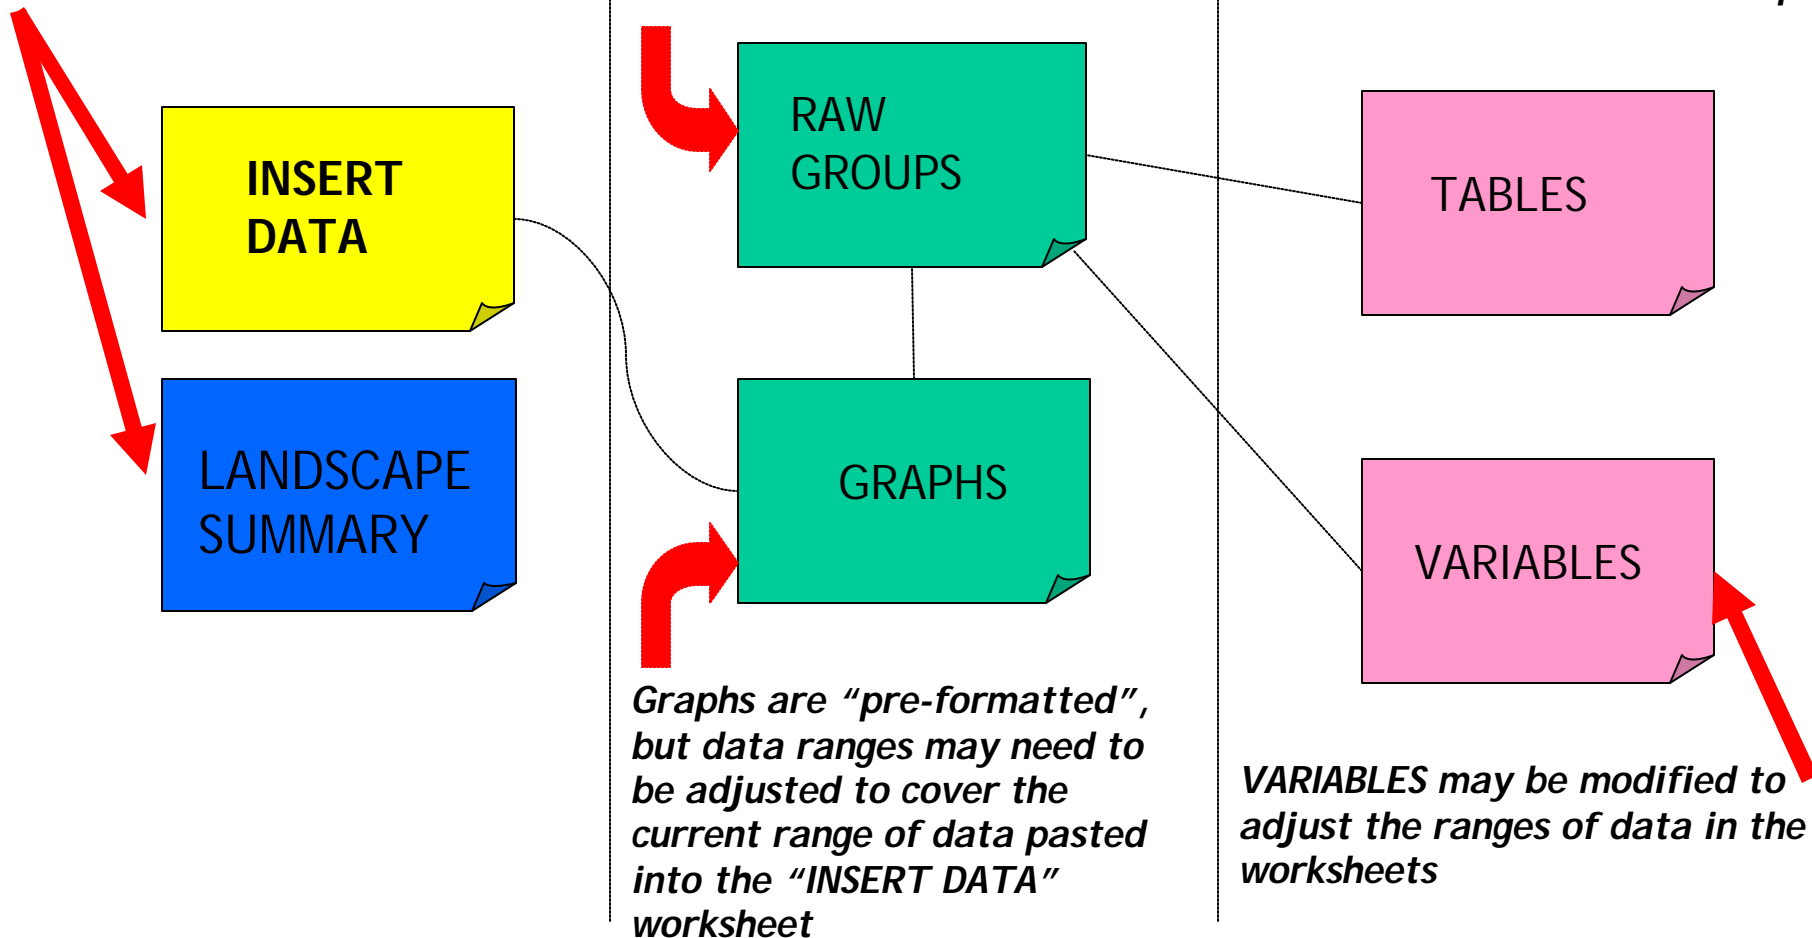 INSERT
DATA
LANDSCAPE
SUMMARY
RAW
GROUPS
GRAPHS
Graphs are “pre-formatted”,
but data ranges may need to
be adjusted to cover the
current range of data pasted
into the “INSERT DATA”
worksheet
TABLES
VARIABLES
VARIABLES may be modified to
adjust the ranges of data in the
worksheets